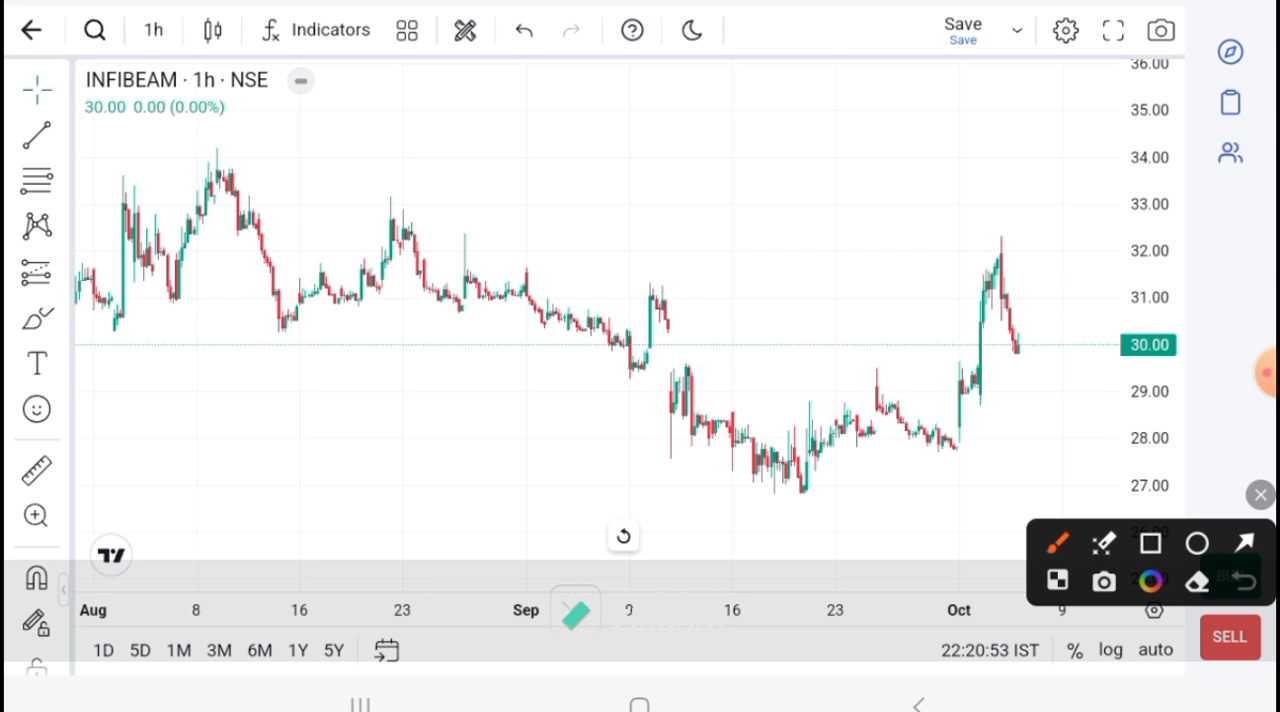 1h
Indicators
Save
Save
INFIBEAM · 1h · NSE
30.00 0.00 (0.00%)
36.00
35.00
34.00
33.00
32.00
31.00
30.00
29.00
28.00
27.00
SELL
Aug 8 16 23 Sep 9 16 23 Oct 9
1D 5D 1M 3M 6M 1Y 5Y
22:20:53 IST % log auto